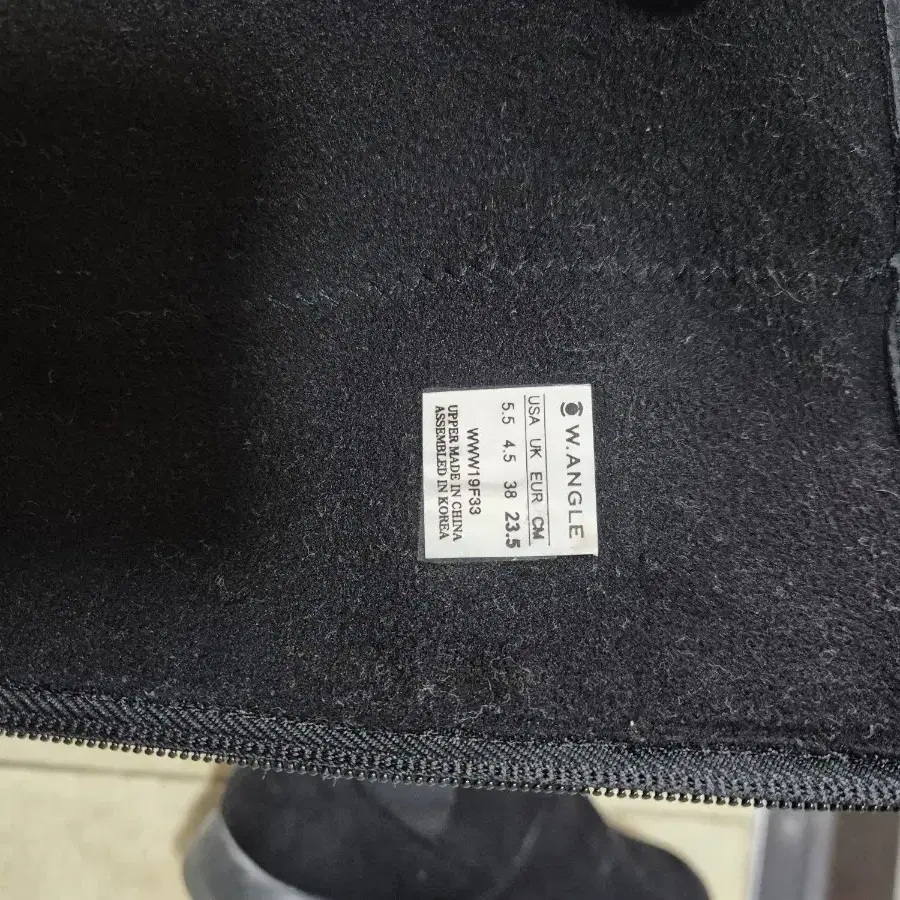 W.ANGLE
USA UK EUR CM
5.5 4.5 38 23.5
WWW19F33
UPPER MADE IN CHINA
ASSEMBLED IN KOREA